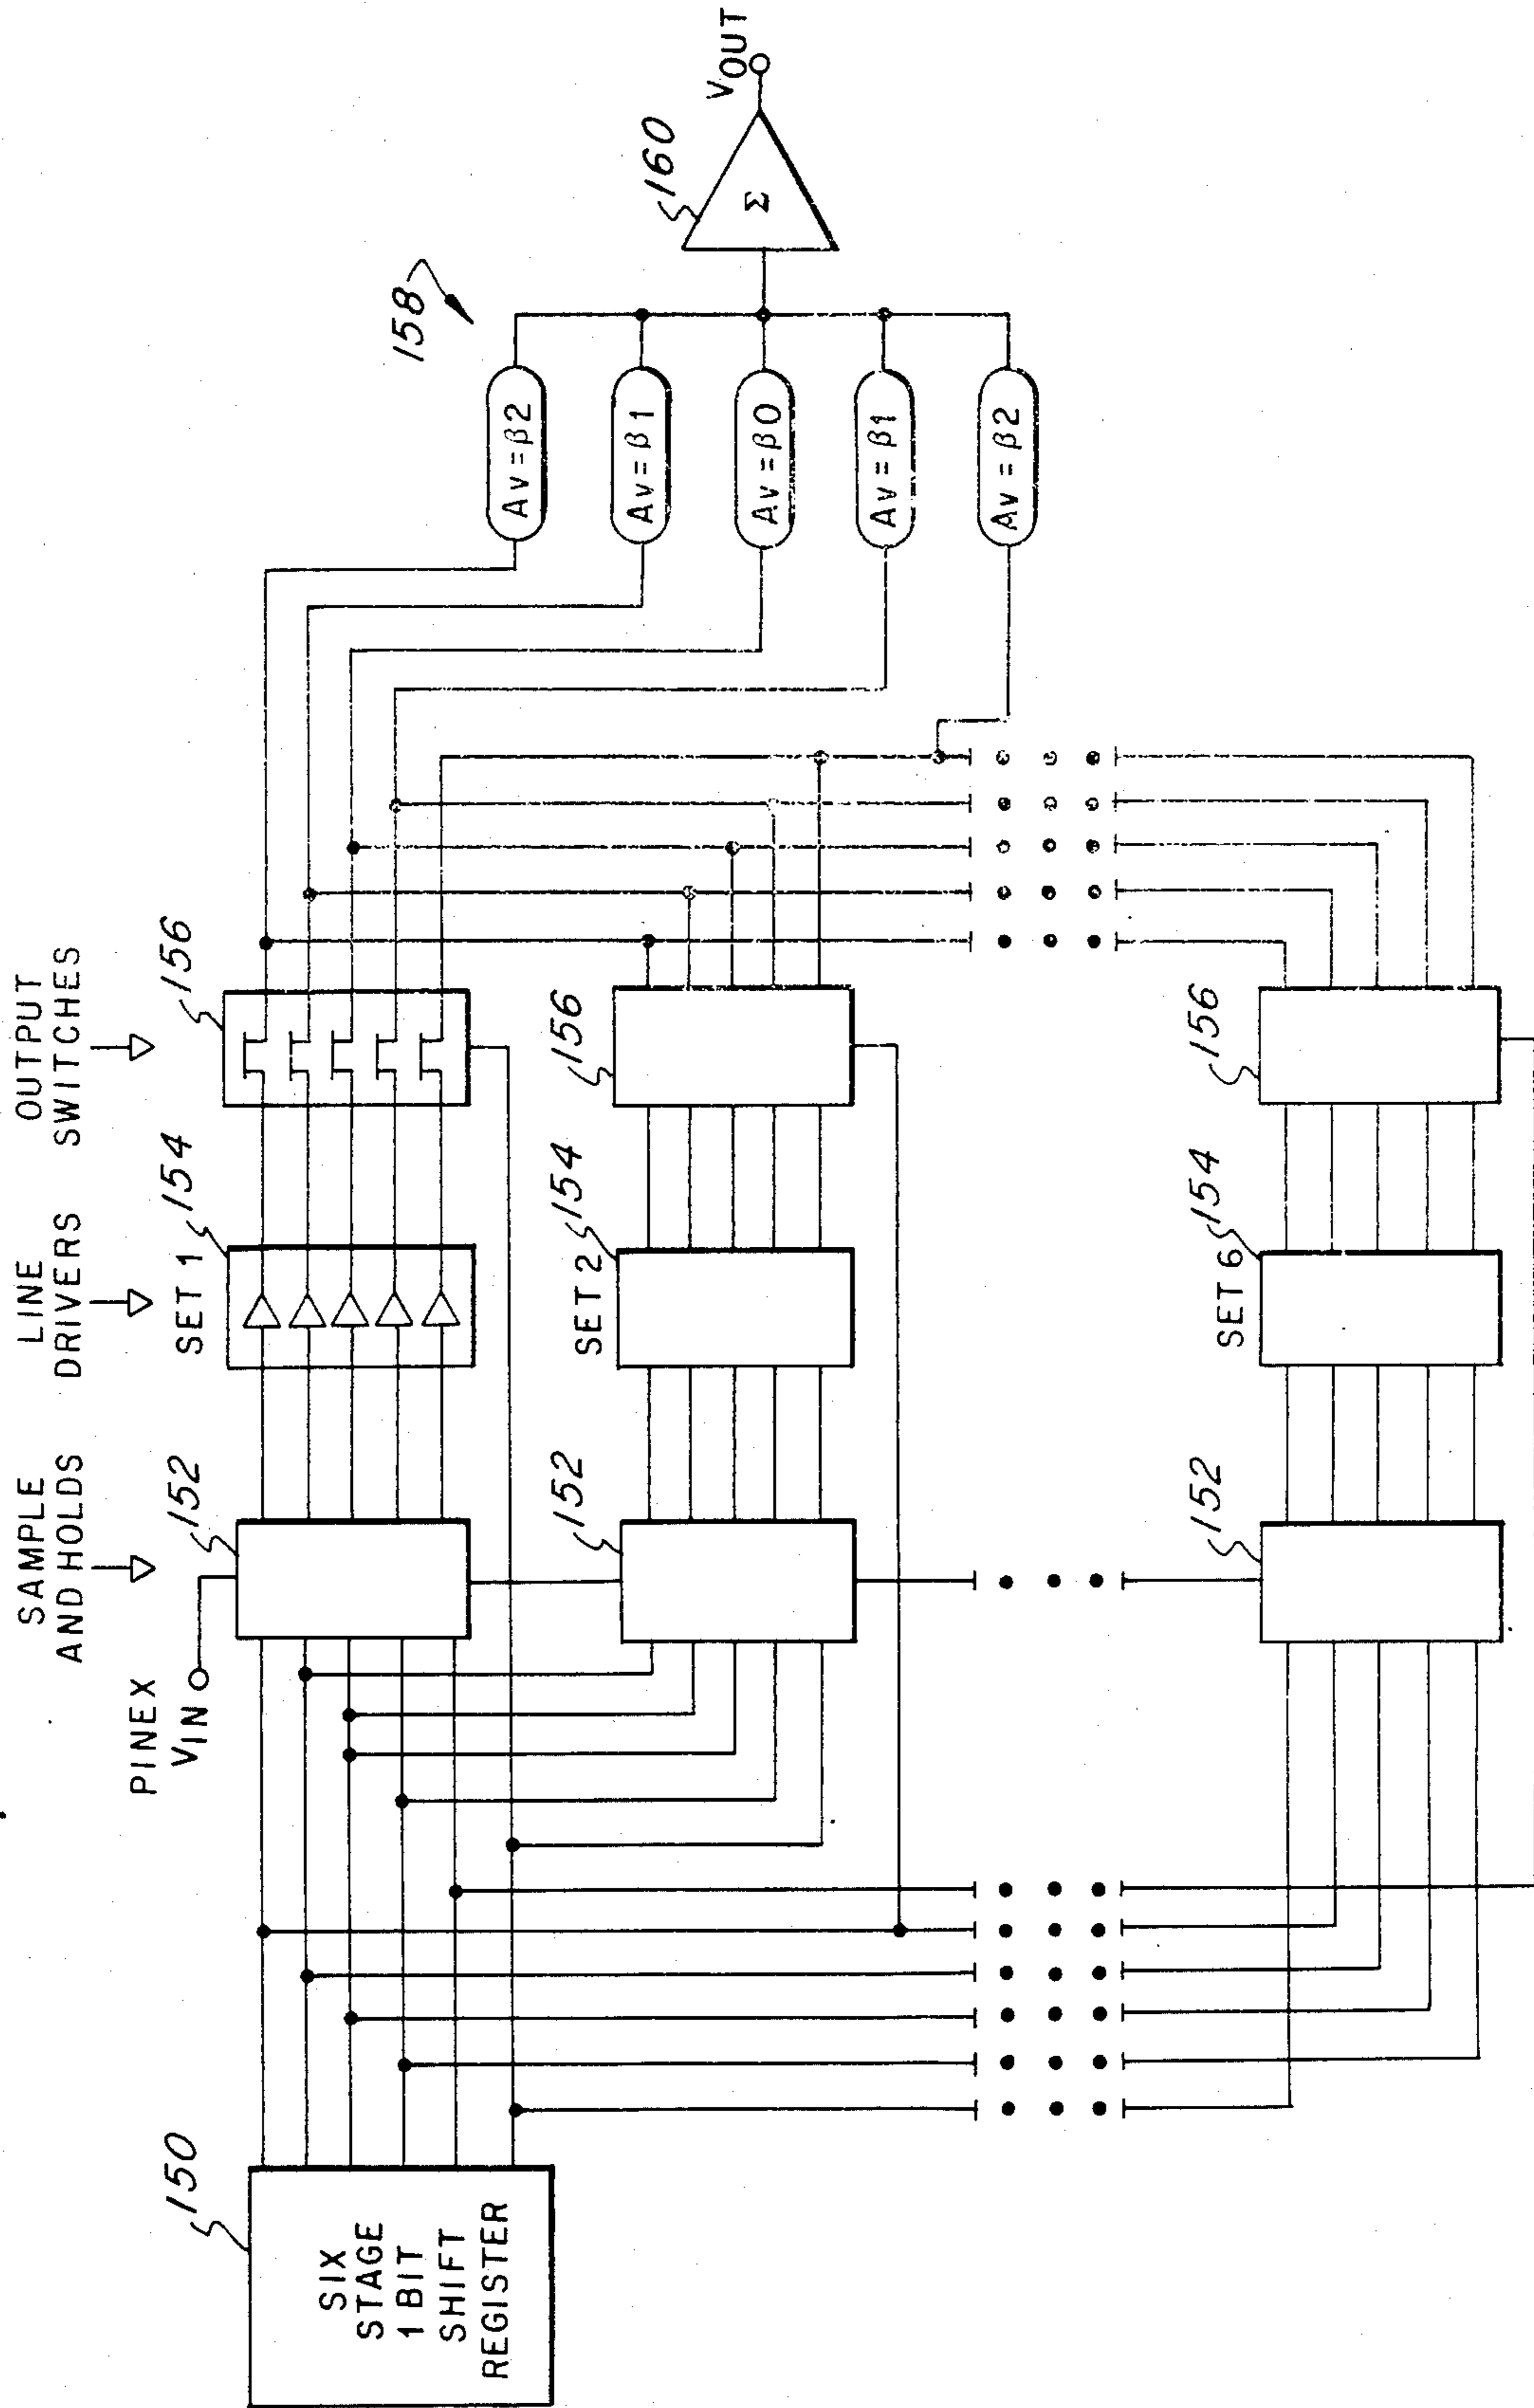 SAMPLE
AND HOLDS
LINE
DRIVERS
OUTPUT
SWITCHES
PINEX
VIN
152
SET 1
154
156
158
Av = β2
Av = β1
Av = β0
Av = β1
Av = β2
160
Σ
VOUT
150
SIX
STAGE
1 BIT
SHIFT
REGISTER
152
SET 2
154
156
152
SET 6
154
156